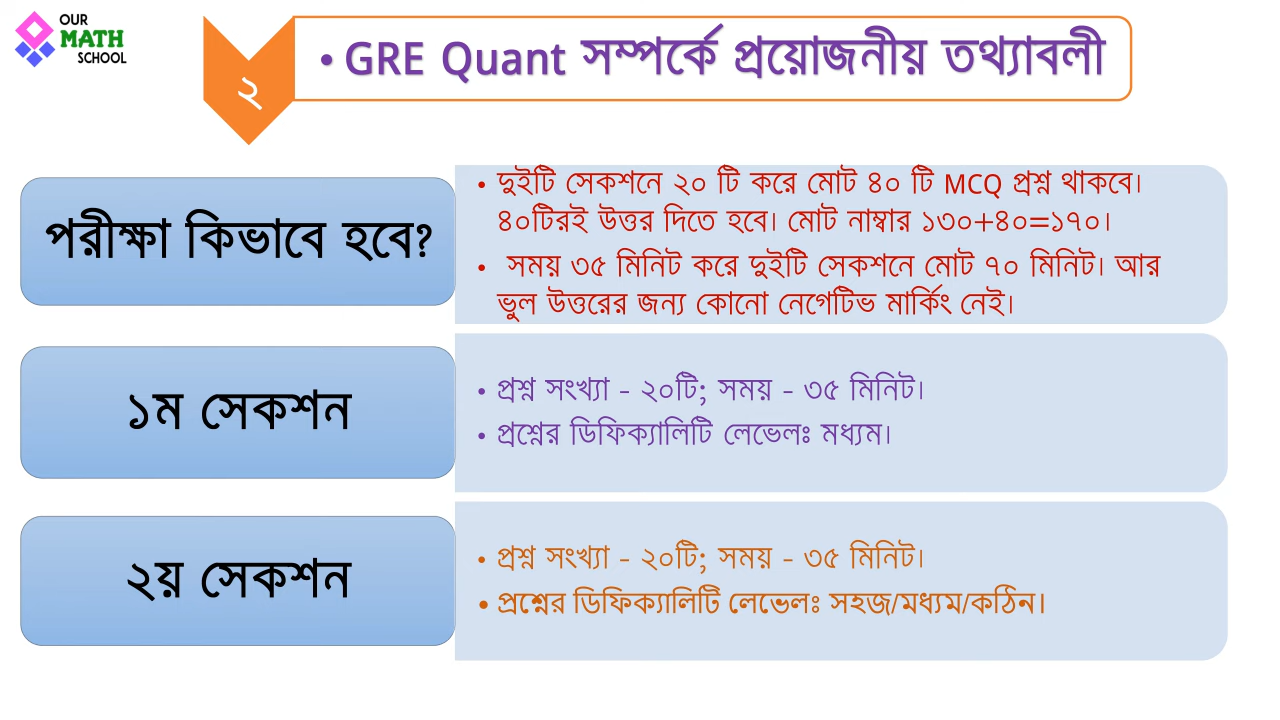 OUR
MATH
SCHOOL
২
• GRE Quant সম্পর্কে প্রয়োজনীয় তথ্যাবলী
পরীক্ষা কিভাবে হবে?
• দুইটি সেকশনে ২০ টি করে মোট ৪০ টি MCQ প্রশ্ন থাকবে।
৪০টিরই উত্তর দিতে হবে। মোট নাম্বার ১৩০+৪০=১৭০।
• সময় ৩৫ মিনিট করে দুইটি সেকশনে মোট ৭০ মিনিট। আর
ভুল উত্তরের জন্য কোনো নেগেটিভ মার্কিং নেই।
১ম সেকশন
• প্রশ্ন সংখ্যা - ২০টি; সময় - ৩৫ মিনিট।
• প্রশ্নের ডিফিক্যালিটি লেভেলঃ মধ্যম।
২য় সেকশন
• প্রশ্ন সংখ্যা - ২০টি; সময় - ৩৫ মিনিট।
• প্রশ্নের ডিফিক্যালিটি লেভেলঃ সহজ/মধ্যম/কঠিন।